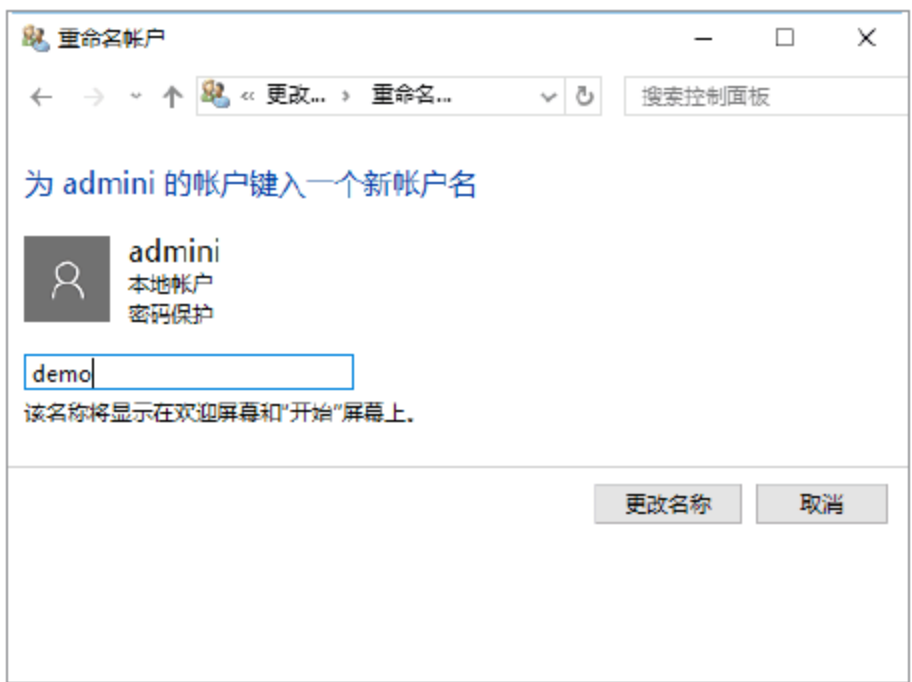 重命名帐户
« 更改... › 重命名...
搜索控制面板
为 admini 的帐户键入一个新帐户名
admini
本地帐户
密码保护
demo
该名称将显示在欢迎屏幕和"开始"屏幕上。
更改名称
取消